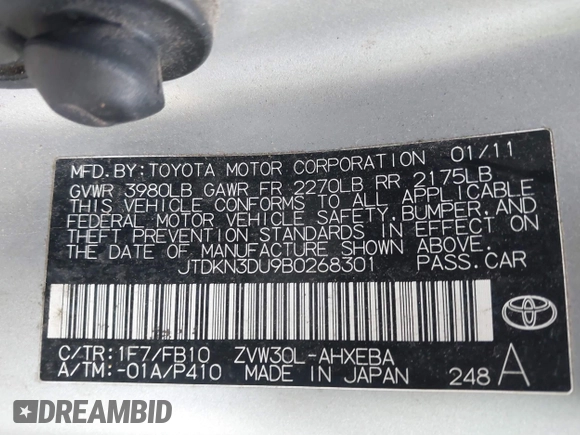 MFD.BY:TOYOTA MOTOR CORPORATION 01/11
GVWR 3980LB GAWR FR 2270LB RR 2175LB
THIS VEHICLE CONFORMS TO ALL APPLICABLE
FEDERAL MOTOR VEHICLE SAFETY,BUMPER,AND
THEFT PREVENTION STANDARDS IN EFFECT ON
THE DATE OF MANUFACTURE SHOWN ABOVE.
JTDKN3DU9B0268301 PASS.CAR
C/TR:1F7/FB10 ZVW30L-AHXEBA
A/TM:-01A/P410 MADE IN JAPAN 248 A
DREAMBID